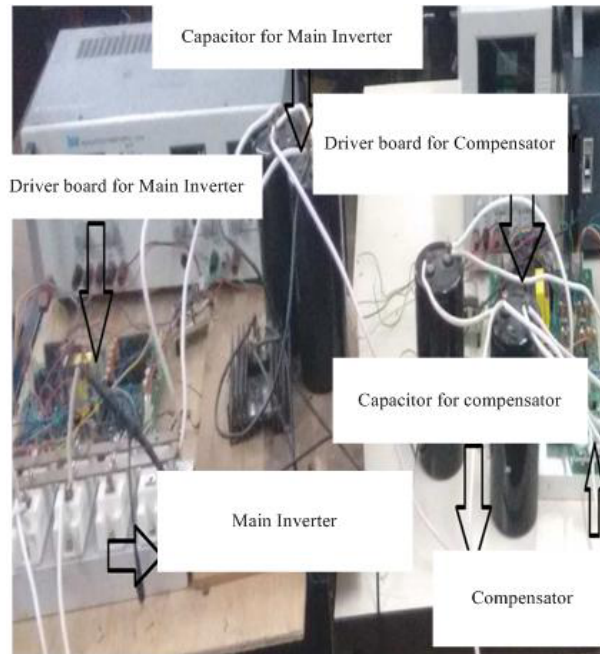 Capacitor for Main Inverter
Driver board for Compensator
Driver board for Main Inverter
Capacitor for compensator
Main Inverter
Compensator